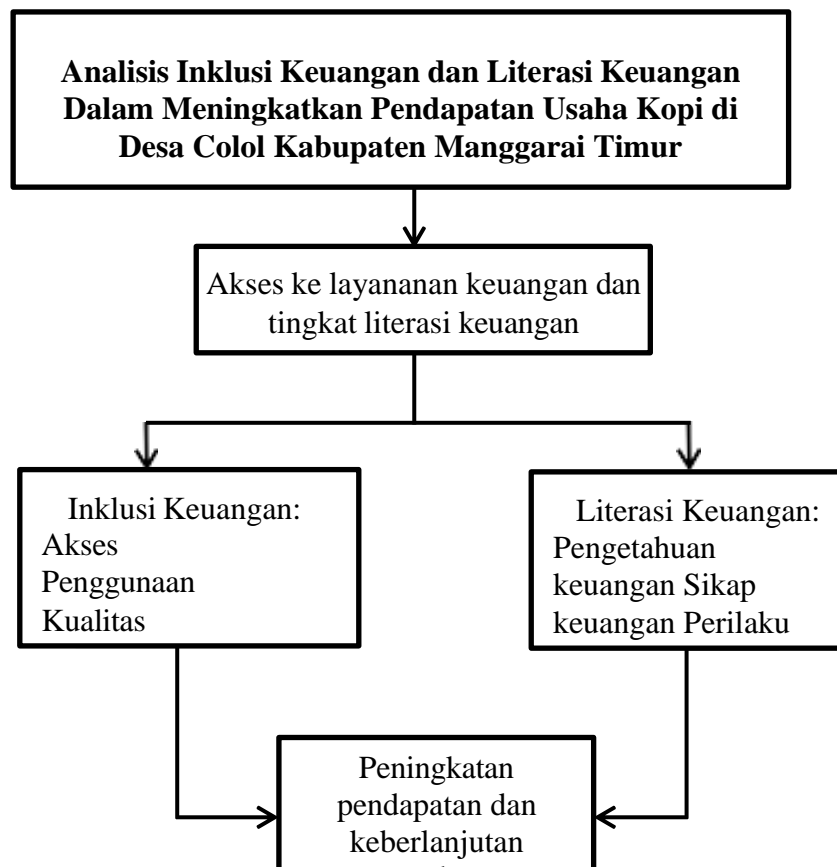 Analisis Inklusi Keuangan dan Literasi Keuangan
Dalam Meningkatkan Pendapatan Usaha Kopi di
Desa Colol Kabupaten Manggarai Timur
Akses ke layananan keuangan dan
tingkat literasi keuangan
Inklusi Keuangan:
Akses
Penggunaan
Kualitas
Literasi Keuangan:
Pengetahuan
keuangan Sikap
keuangan Perilaku
Peningkatan
pendapatan dan
keberlanjutan